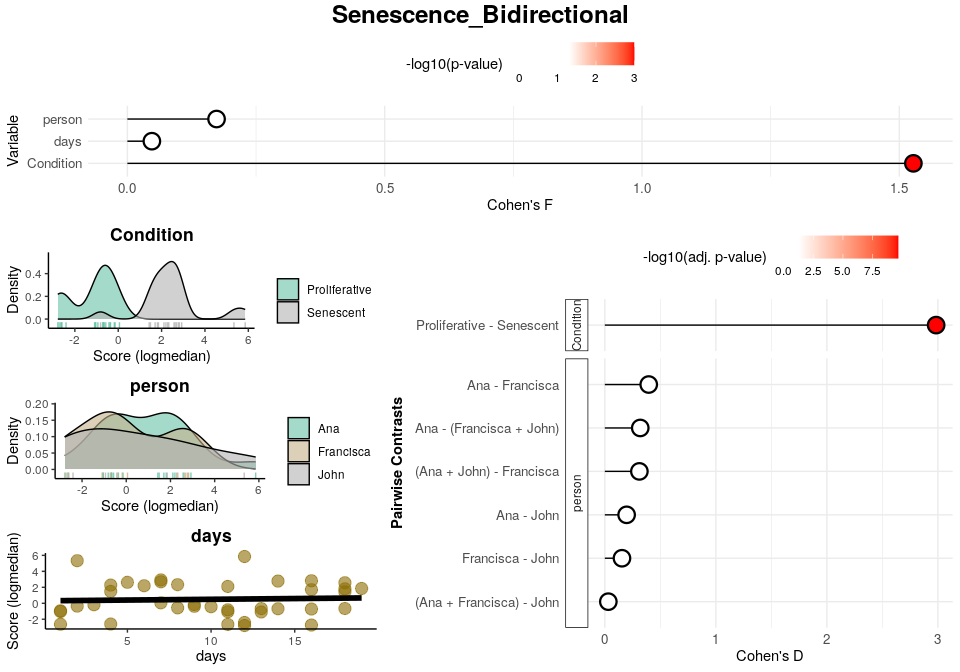 Senescence_Bidirectional
-log10(p-value)
0 1 2 3
Variable
person
days
Condition
0.0 0.5 1.0 1.5
Cohen's F
Condition
Density
0.4
0.2
0.0
-2 0 2 4 6
Score (logmedian)
Proliferative
Senescent
person
Density
0.20
0.15
0.10
0.05
0.00
-2 0 2 4 6
Score (logmedian)
Ana
Francisca
John
days
Score (logmedian)
6
4
2
0
-2
5 10 15
days
-log10(adj. p-value)
0.0 2.5 5.0 7.5
Pairwise Contrasts
Condition
Proliferative - Senescent
person
Ana - Francisca
Ana - (Francisca + John)
(Ana + John) - Francisca
Ana - John
Francisca - John
(Ana + Francisca) - John
0 1 2 3
Cohen's D